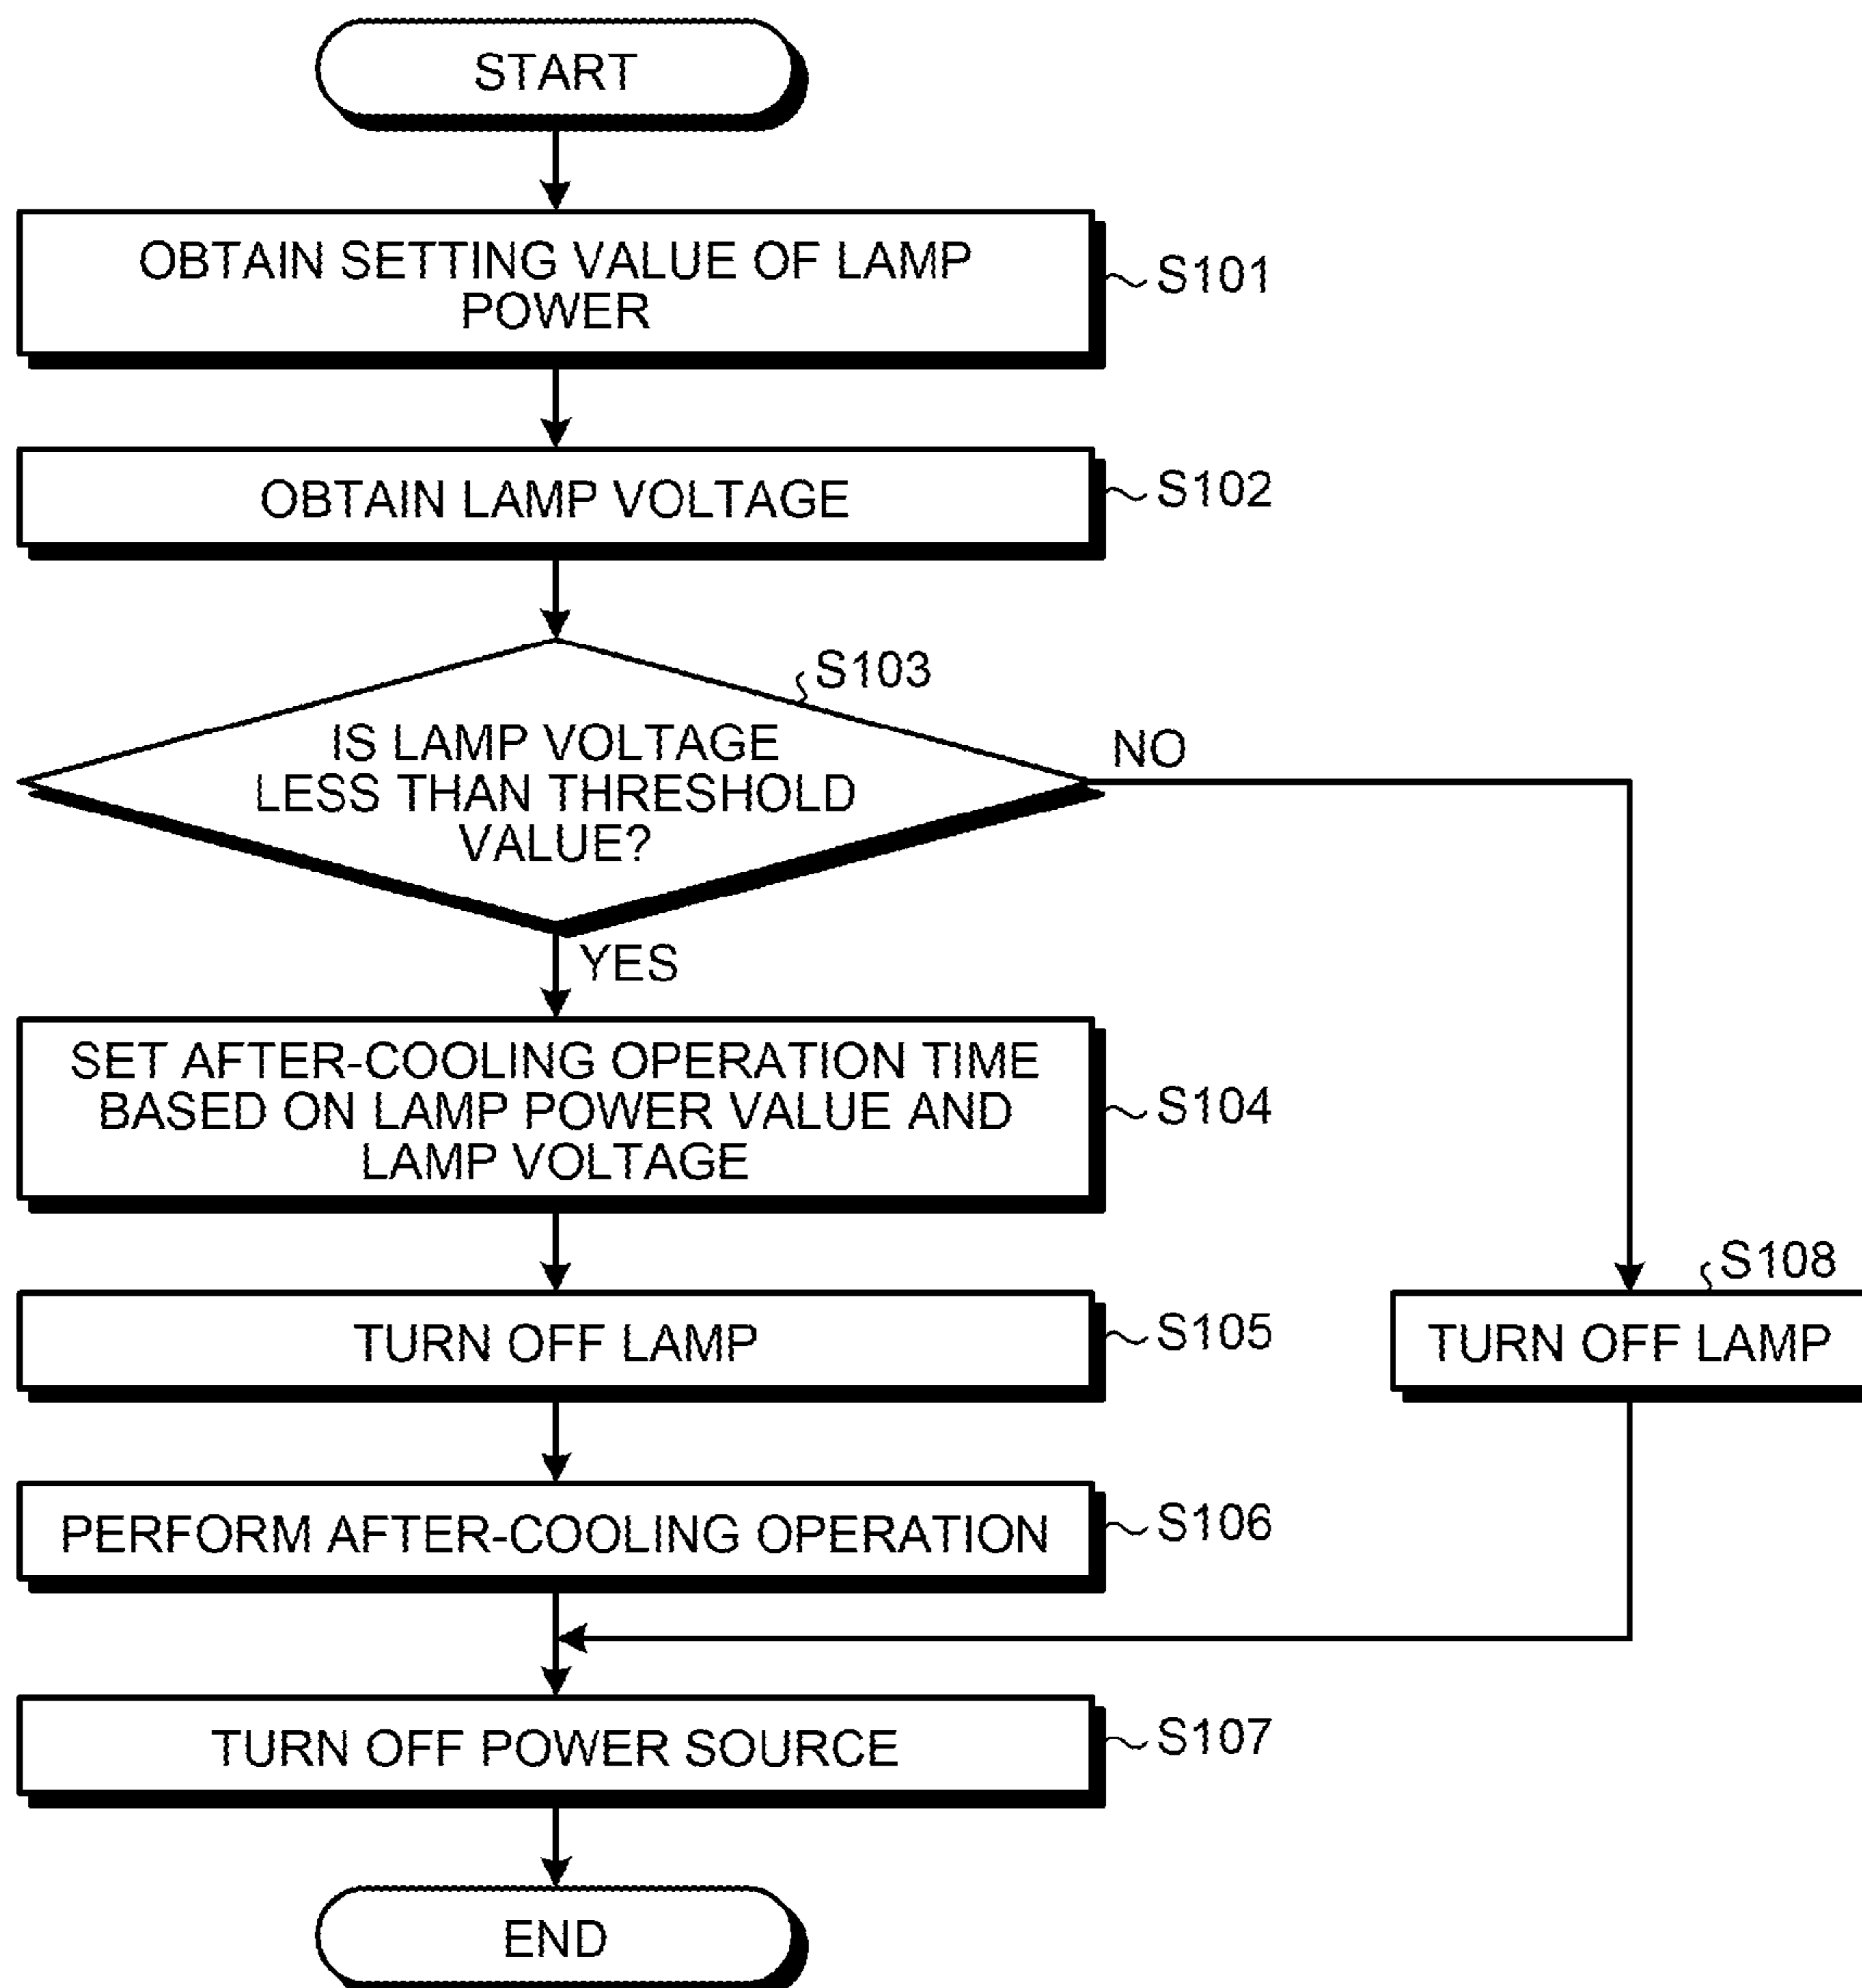 START
OBTAIN SETTING VALUE OF LAMP
POWER
S101
OBTAIN LAMP VOLTAGE
S102
S103
IS LAMP VOLTAGE
LESS THAN THRESHOLD
VALUE?
NO
YES
SET AFTER-COOLING OPERATION TIME
BASED ON LAMP POWER VALUE AND
LAMP VOLTAGE
S104
S108
TURN OFF LAMP
S105
TURN OFF LAMP
PERFORM AFTER-COOLING OPERATION
S106
TURN OFF POWER SOURCE
S107
END